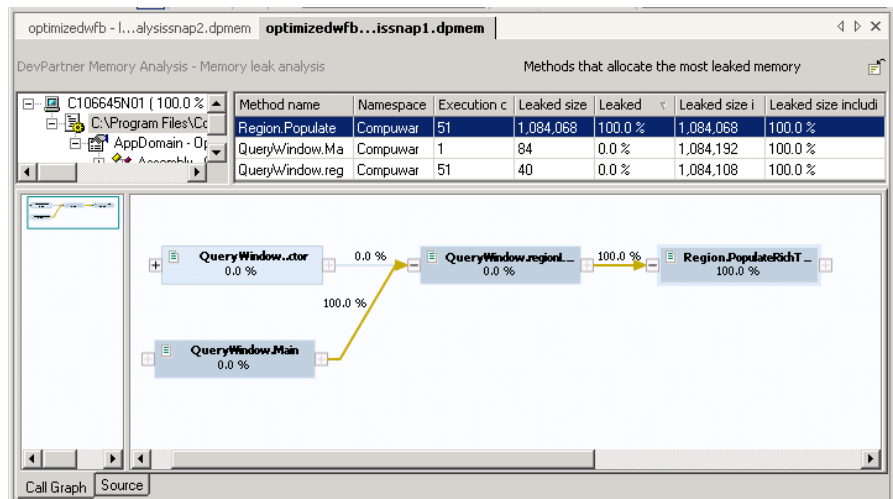 optimizedwfb - l...alysissnap2.dpmem optimizedwfb...issnap1.dpmem
DevPartner Memory Analysis - Memory leak analysis Methods that allocate the most leaked memory
C106645N01 ( 100.0 %
C:\Program Files\Cc
AppDomain - Op
Method name Namespace Execution c Leaked size Leaked Leaked size i Leaked size includi
Region.Populate Compuwar 51 1,084,068 100.0 % 1,084,068 100.0 %
QueryWindow.Ma Compuwar 1 84 0.0 % 1,084,192 100.0 %
QueryWindow.reg Compuwar 51 40 0.0 % 1,084,108 100.0 %
QueryWindow..ctor
0.0 %
0.0 %
QueryWindow.regionL...
0.0 %
100.0 %
Region.PopulateRichT...
100.0 %
100.0 %
QueryWindow.Main
0.0 %
Call Graph Source